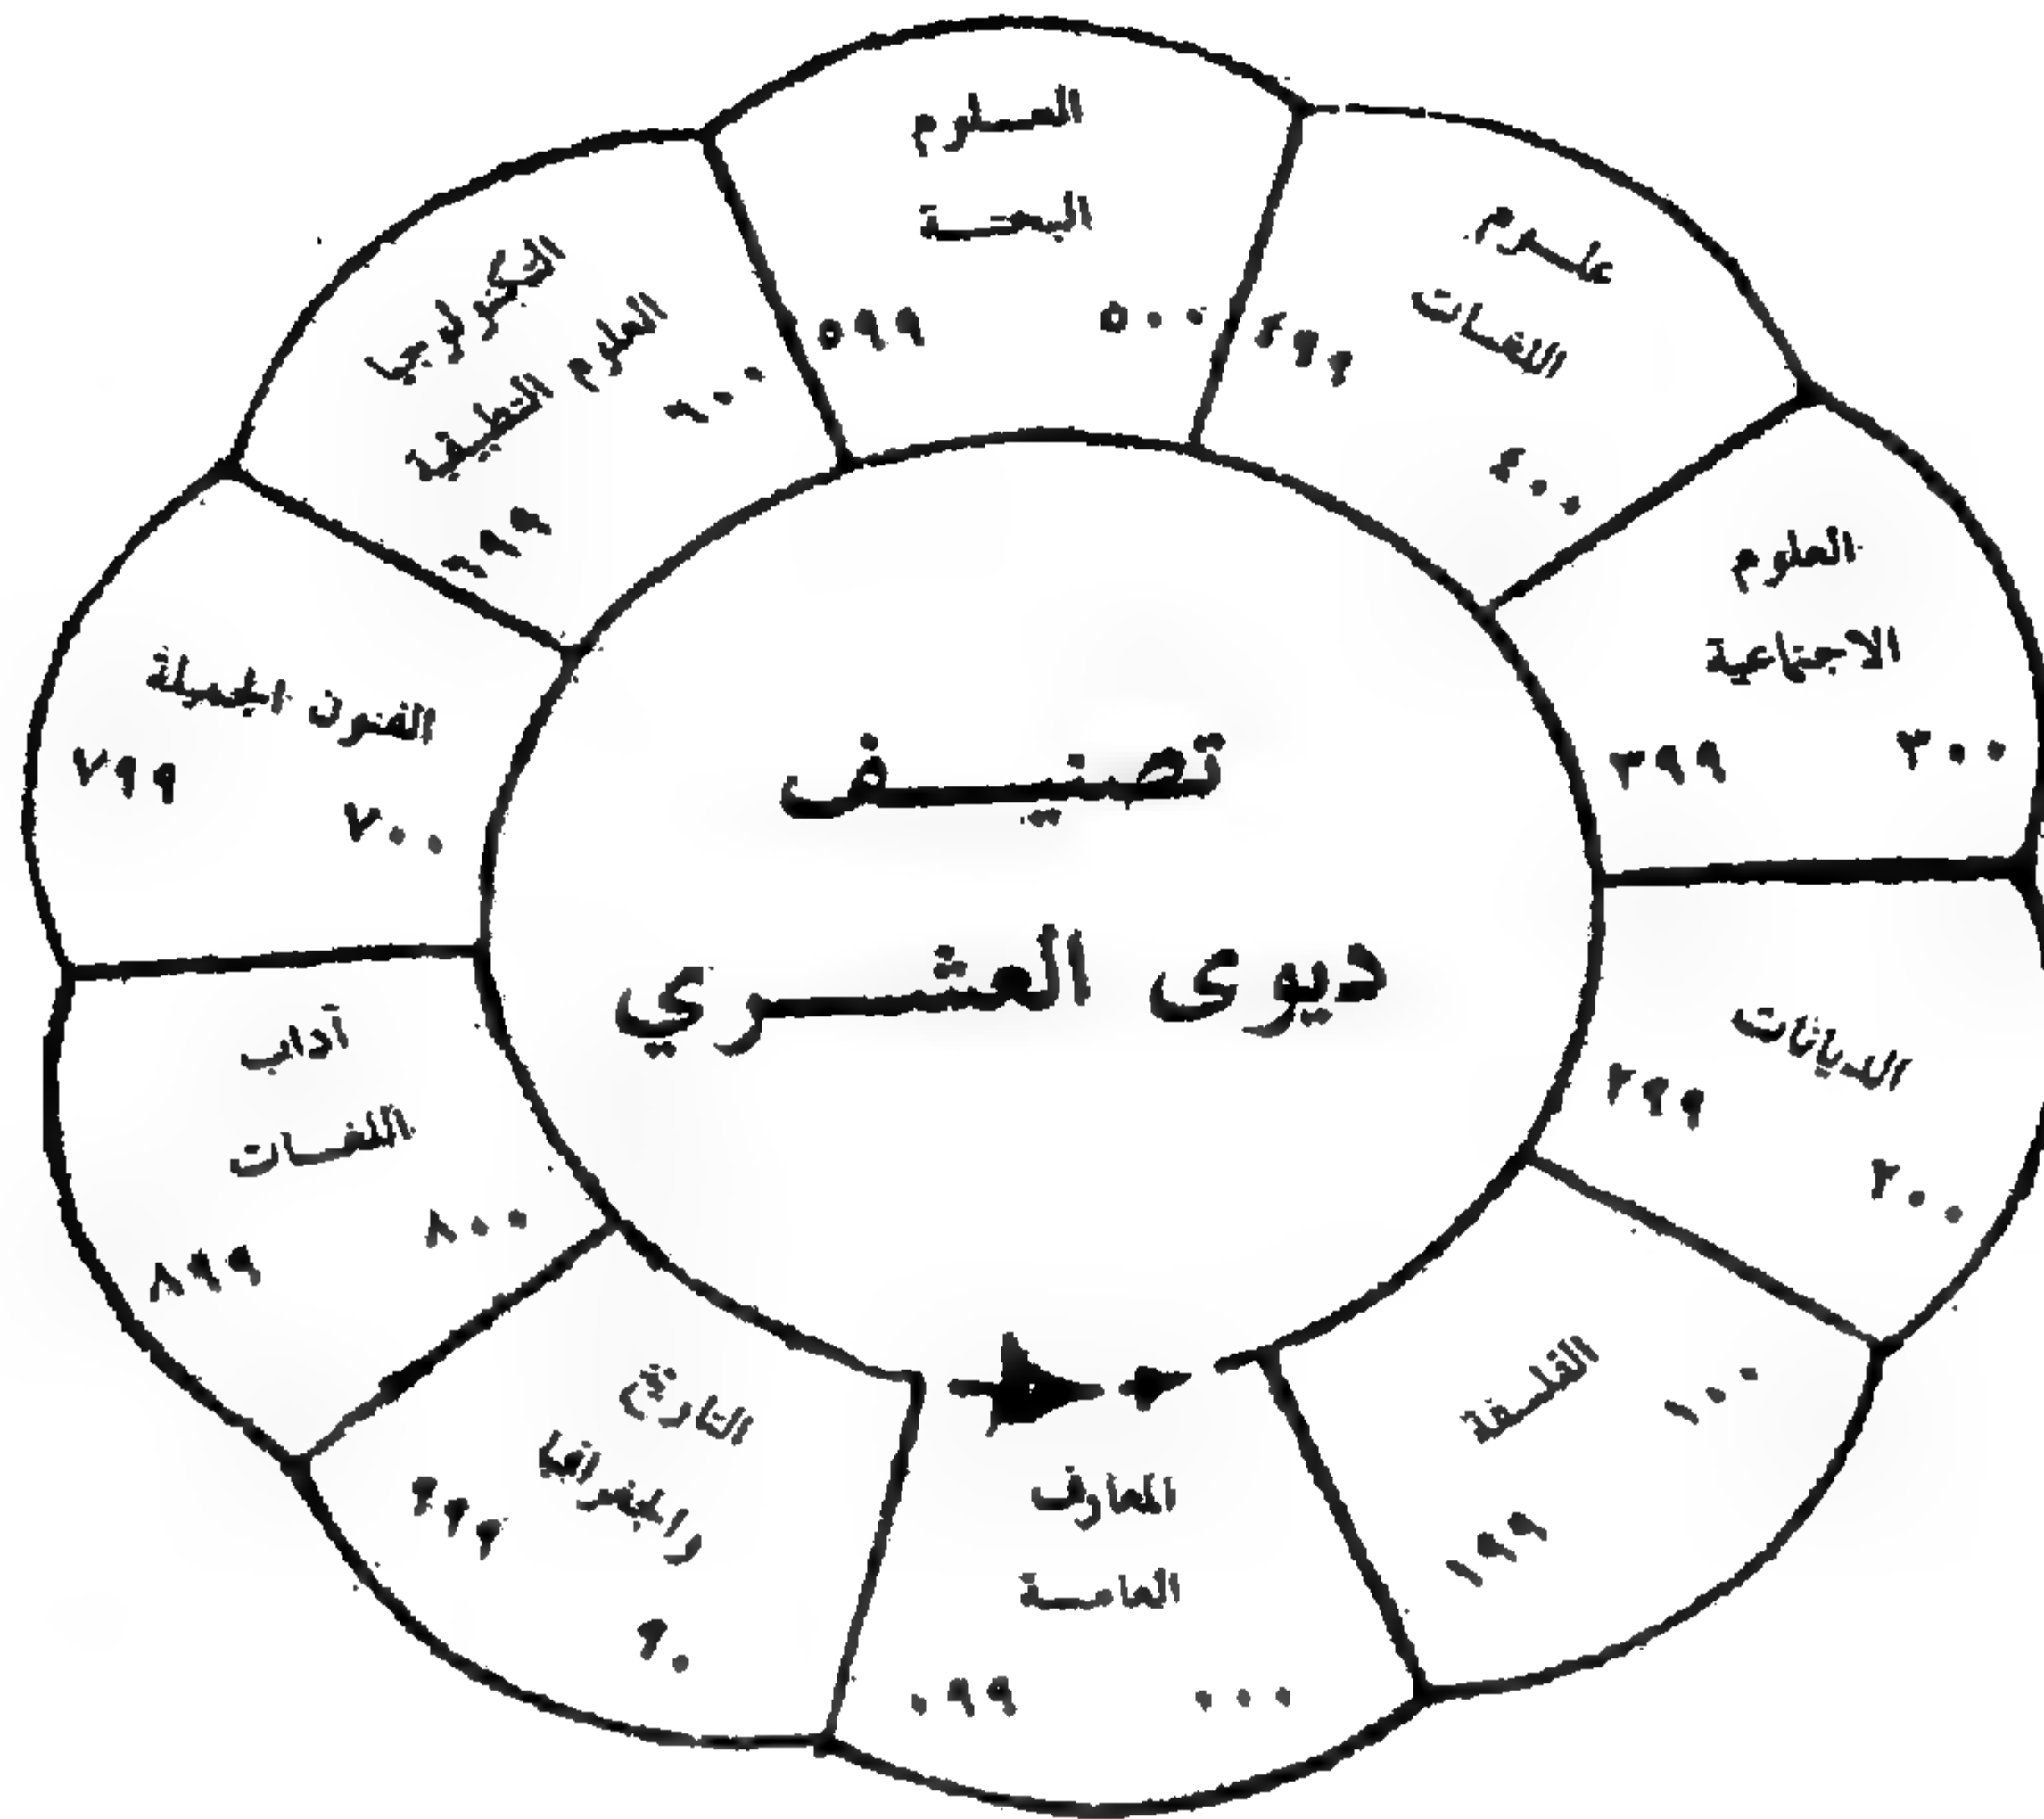 تصنيف
ديوى العشري
المعارف
العامة
٠٠٠ ٠٩٩
الفلسفة
١٠٠
١٩٩
الديانات
٢٩٩
٢٠٠
العلوم
الاجتماعية
٣٠٠ ٣٩٩
علوم
اللغات
٤٩٩
٤٠٠
العلوم
البحتة
٥٠٠ ٥٩٩
العلوم التطبيقية
٦٠٠
٦٩٩
الفنون الجميلة
٧٩٩
٧٠٠
آداب
اللغات
٨٠٠
٨٩٩
التاريخ
والجغرافيا
٩٩٩
٩٠